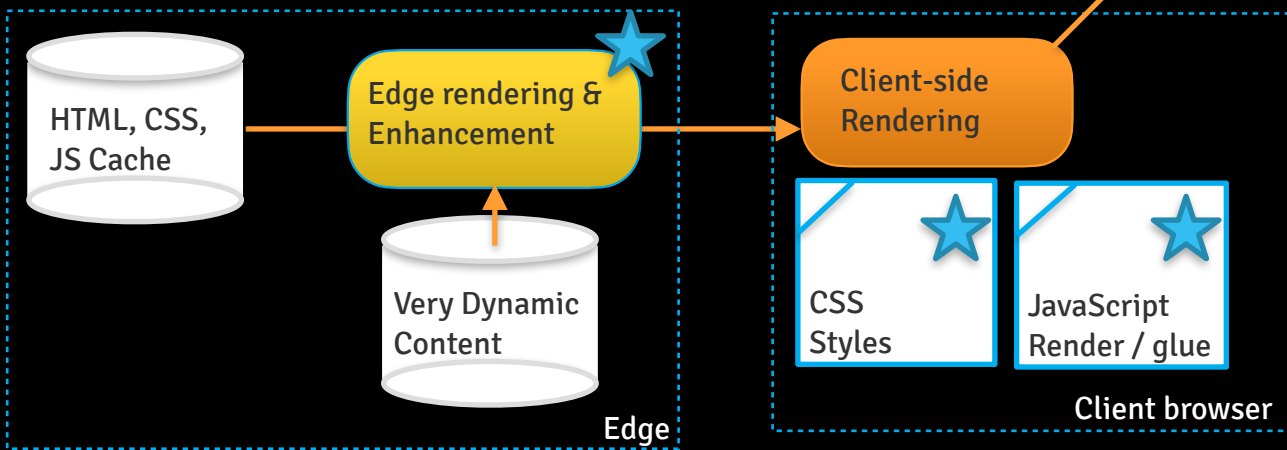 HTML, CSS,
JS Cache
Edge rendering &
Enhancement
Very Dynamic
Content
Edge
Client-side
Rendering
CSS
Styles
JavaScript
Render / glue
Client browser